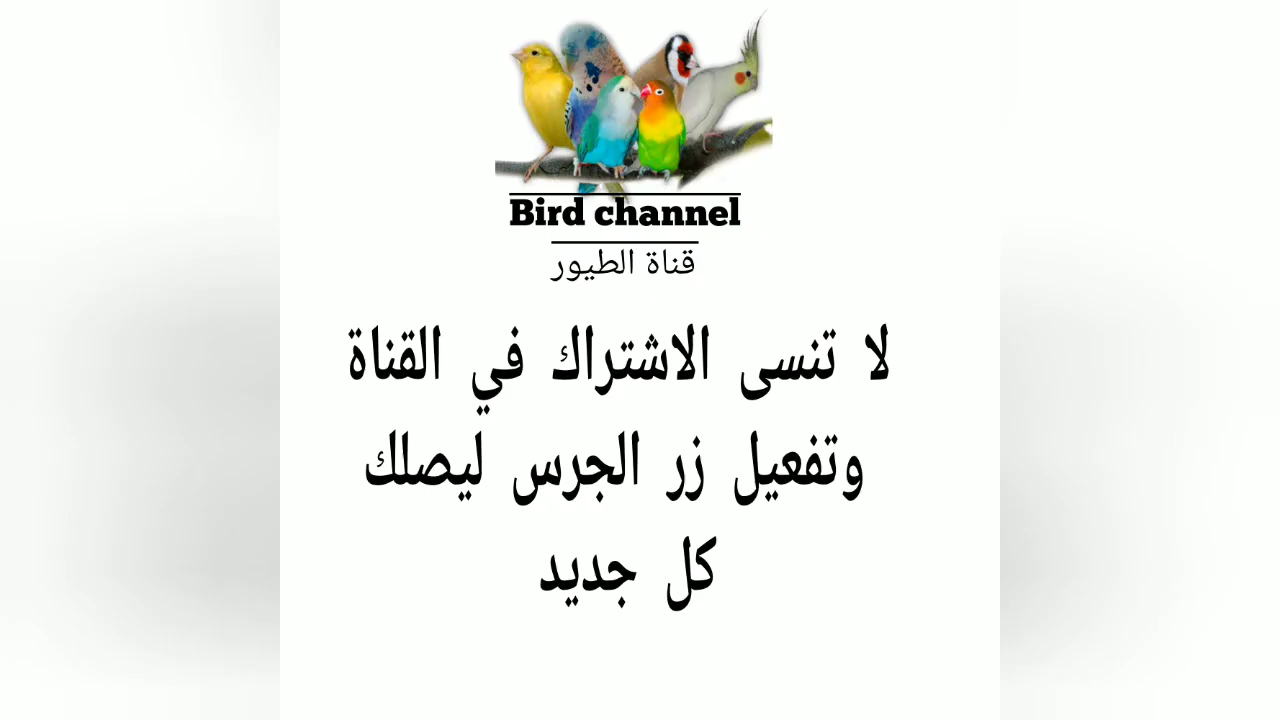 Bird channel
قناة الطيور
لا تنسى الاشتراك في القناة
وتفعيل زر الجرس ليصلك
كل جديد